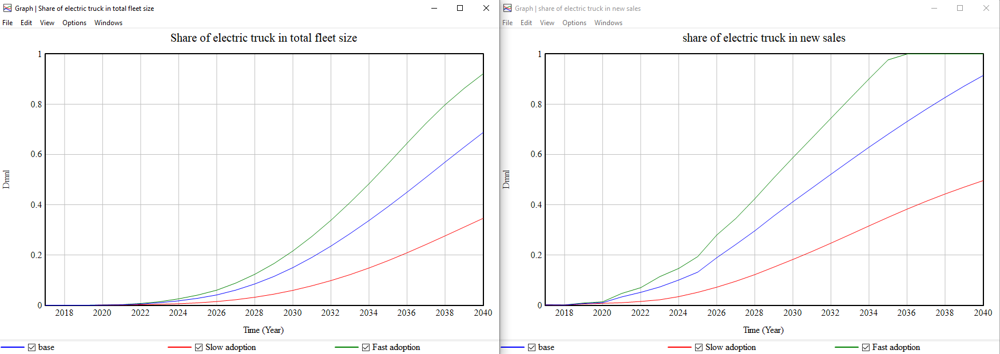 Graph | Share of electric truck in total fleet size
File Edit View Options Windows
Share of electric truck in total fleet size
1
0.8
0.6
0.4
0.2
0
Dmnl
2018 2020 2022 2024 2026 2028 2030 2032 2034 2036 2038 2040
Time (Year)
base Slow adoption Fast adoption
Graph | share of electric truck in new sales
File Edit View Options Windows
share of electric truck in new sales
1
0.8
0.6
0.4
0.2
0
Dmnl
2018 2020 2022 2024 2026 2028 2030 2032 2034 2036 2038 2040
Time (Year)
base Slow adoption Fast adoption